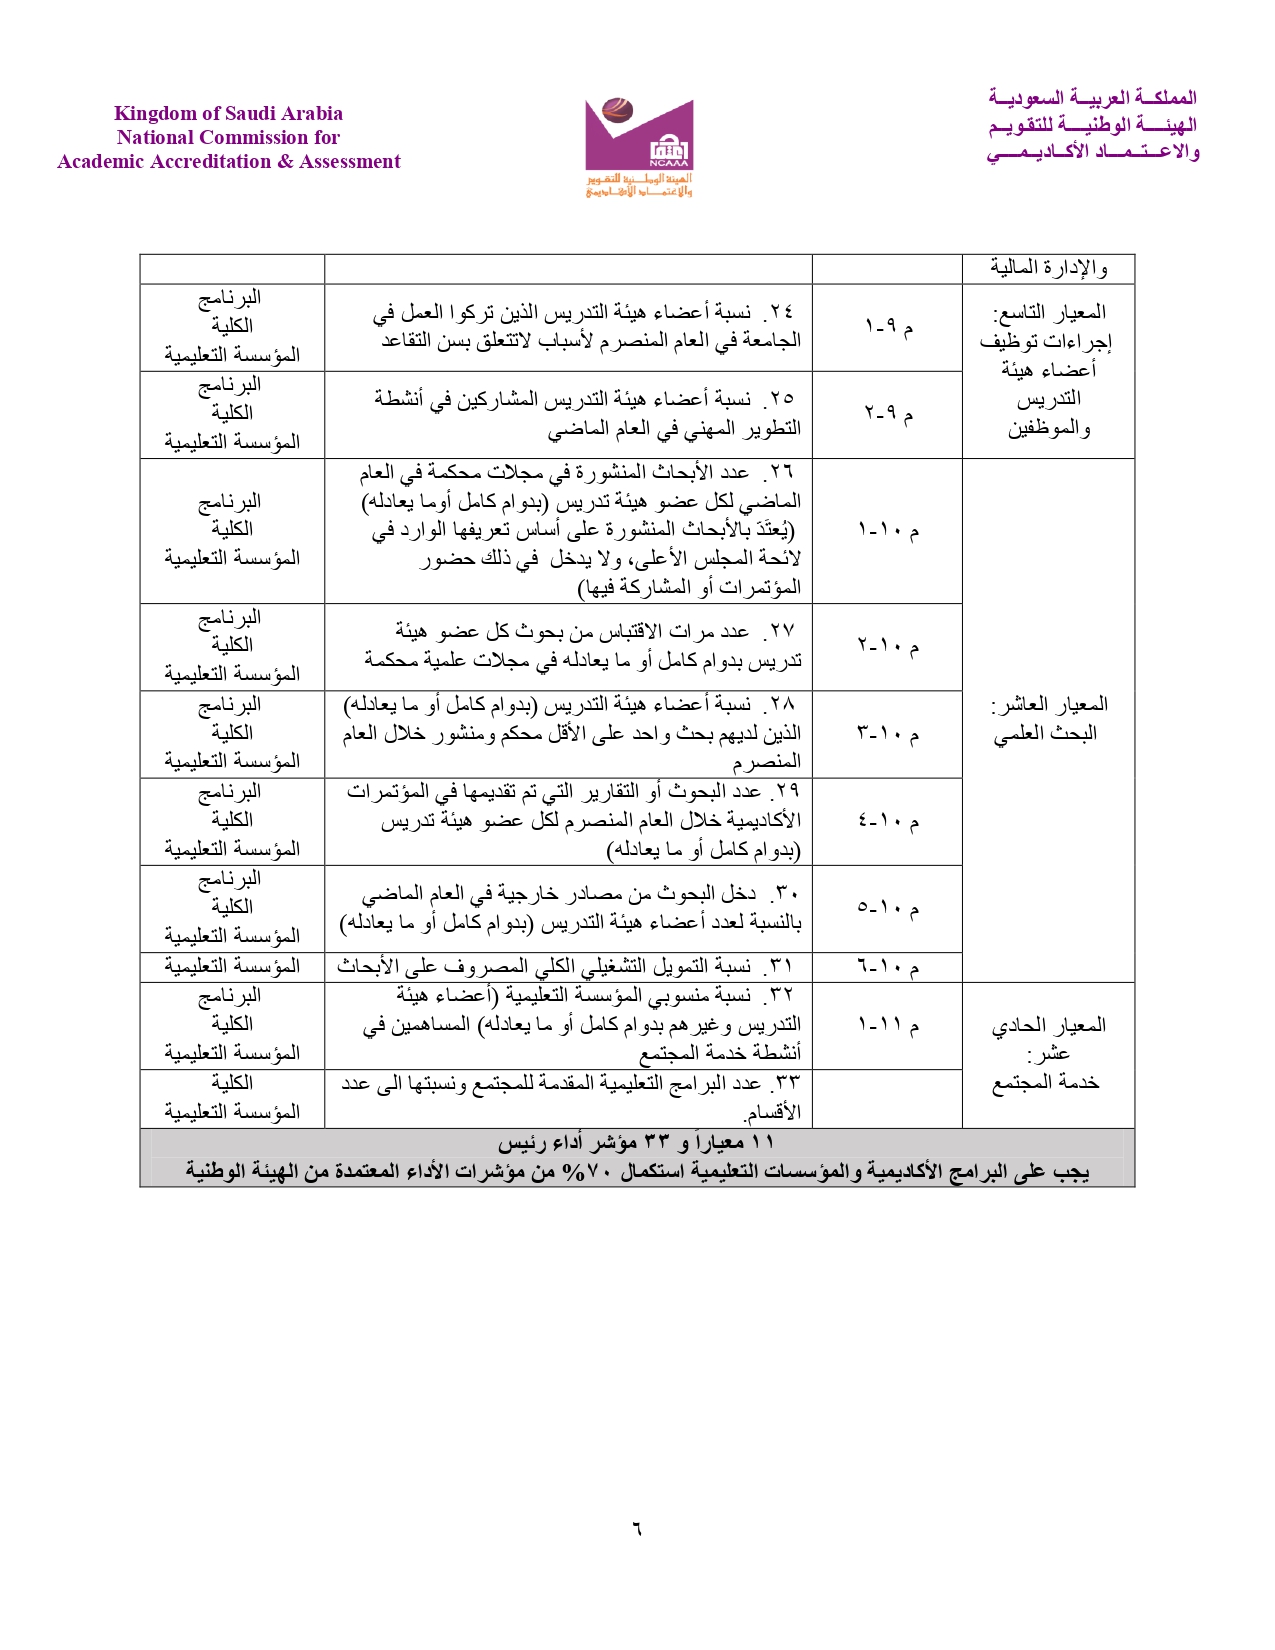 المملكة العربية السعودية
الهيئة الوطنية للتقويم
والاعتماد الأكاديمي
Kingdom of Saudi Arabia
National Commission for
Academic Accreditation & Assessment
NCAAA
الهيئة الوطنية للتقويم
والاعتماد الأكاديمي
والإدارة المالية
المعيار التاسع:
إجراءات توظيف
أعضاء هيئة
التدريس
والموظفين
م ٩-١
٢٤. نسبة أعضاء هيئة التدريس الذين تركوا العمل في
الجامعة في العام المنصرم لأسباب لاتتعلق بسن التقاعد
البرنامج
الكلية
المؤسسة التعليمية
م ٩-٢
٢٥. نسبة أعضاء هيئة التدريس المشاركين في أنشطة
التطوير المهني في العام الماضي
البرنامج
الكلية
المؤسسة التعليمية
المعيار العاشر:
البحث العلمي
م ١٠-١
٢٦. عدد الأبحاث المنشورة في مجلات محكمة في العام
الماضي لكل عضو هيئة تدريس (بدوام كامل أوما يعادله)
(يُعتَدّ بالأبحاث المنشورة على أساس تعريفها الوارد في
لائحة المجلس الأعلى، ولا يدخل في ذلك حضور
المؤتمرات أو المشاركة فيها)
البرنامج
الكلية
المؤسسة التعليمية
م ١٠-٢
٢٧. عدد مرات الاقتباس من بحوث كل عضو هيئة
تدريس بدوام كامل أو ما يعادله في مجلات علمية محكمة
البرنامج
الكلية
المؤسسة التعليمية
م ١٠-٣
٢٨. نسبة أعضاء هيئة التدريس (بدوام كامل أو ما يعادله)
الذين لديهم بحث واحد على الأقل محكم ومنشور خلال العام
المنصرم
البرنامج
الكلية
المؤسسة التعليمية
م ١٠-٤
٢٩. عدد البحوث أو التقارير التي تم تقديمها في المؤتمرات
الأكاديمية خلال العام المنصرم لكل عضو هيئة تدريس
(بدوام كامل أو ما يعادله)
البرنامج
الكلية
المؤسسة التعليمية
م ١٠-٥
٣٠. دخل البحوث من مصادر خارجية في العام الماضي
بالنسبة لعدد أعضاء هيئة التدريس (بدوام كامل أو ما يعادله)
البرنامج
الكلية
المؤسسة التعليمية
م ١٠-٦
٣١. نسبة التمويل التشغيلي الكلي المصروف على الأبحاث
المؤسسة التعليمية
المعيار الحادي
عشر:
خدمة المجتمع
م ١١-١
٣٢. نسبة منسوبي المؤسسة التعليمية (أعضاء هيئة
التدريس وغيرهم بدوام كامل أو ما يعادله) المساهمين في
أنشطة خدمة المجتمع
البرنامج
الكلية
المؤسسة التعليمية
٣٣. عدد البرامج التعليمية المقدمة للمجتمع ونسبتها الى عدد
الأقسام.
الكلية
المؤسسة التعليمية
١١ معياراً و ٣٣ مؤشر أداء رئيس
يجب على البرامج الأكاديمية والمؤسسات التعليمية استكمال ٧٠% من مؤشرات الأداء المعتمدة من الهيئة الوطنية
٦